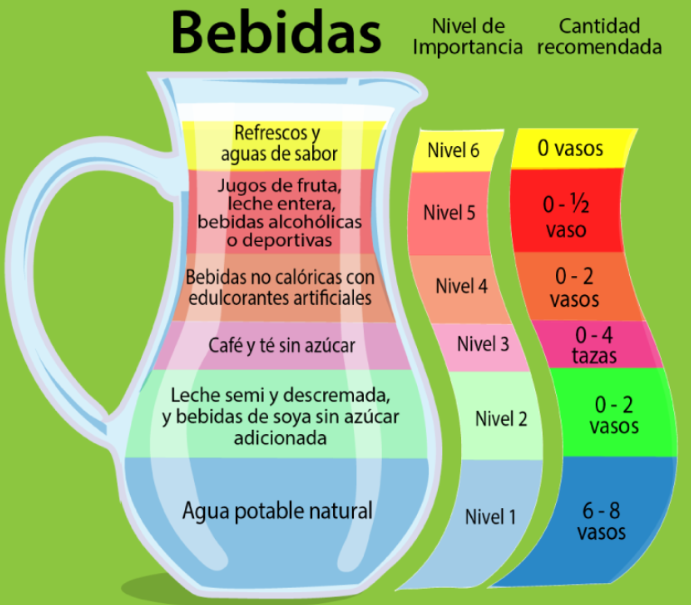 Bebidas
Nivel de
Importancia
Cantidad
recomendada
Refrescos y
aguas de sabor
Nivel 6
0 vasos
Jugos de fruta,
leche entera,
bebidas alcohólicas
o deportivas
Nivel 5
0 - ½
vaso
Bebidas no calóricas con
edulcorantes artificiales
Nivel 4
0 - 2
vasos
Café y té sin azúcar
Nivel 3
0 - 4
tazas
Leche semi y descremada,
y bebidas de soya sin azúcar
adicionada
Nivel 2
0 - 2
vasos
Agua potable natural
Nivel 1
6 - 8
vasos